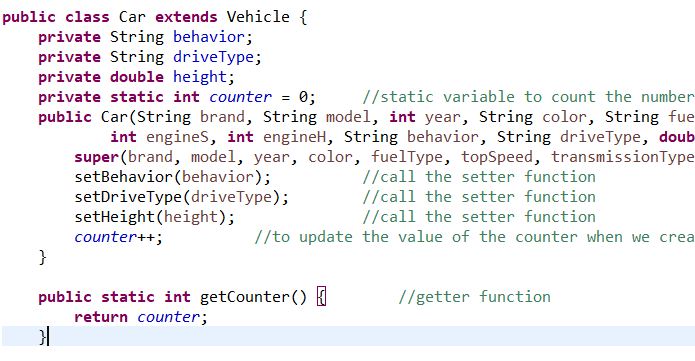 public class Car extends Vehicle {
    private String behavior;
    private String driveType;
    private double height;
    private static int counter = 0;     //static variable to count the number
    public Car(String brand, String model, int year, String color, String fue
            int engineS, int engineH, String behavior, String driveType, doub
        super(brand, model, year, color, fuelType, topSpeed, transmissionType
        setBehavior(behavior);          //call the setter function
        setDriveType(driveType);        //call the setter function
        setHeight(height);              //call the setter function
        counter++;          //to update the value of the counter when we crea
    }

    public static int getCounter() {        //getter function
        return counter;
    }